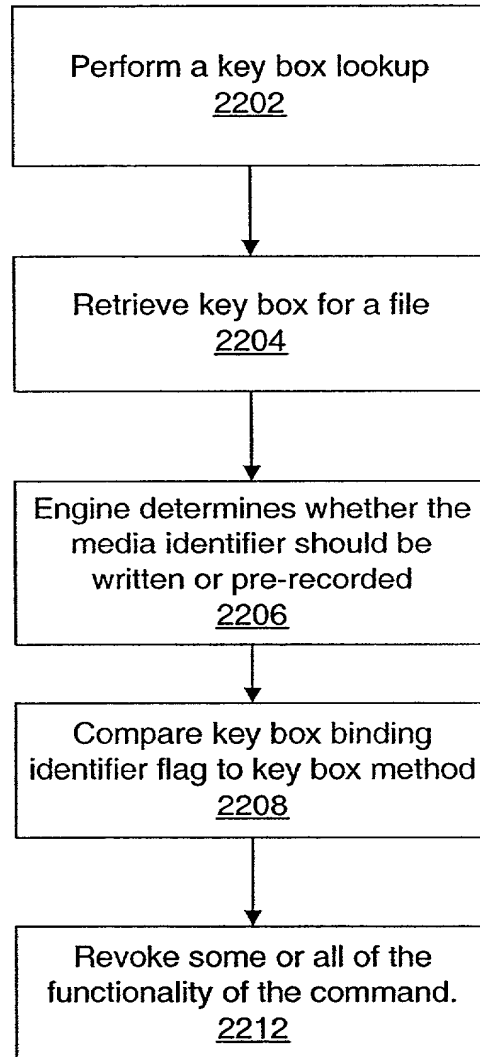 Perform a key box lookup
2202
Retrieve key box for a file
2204
Engine determines whether the
media identifier should be
written or pre-recorded
2206
Compare key box binding
identifier flag to key box method
2208
Revoke some or all of the
functionality of the command.
2212